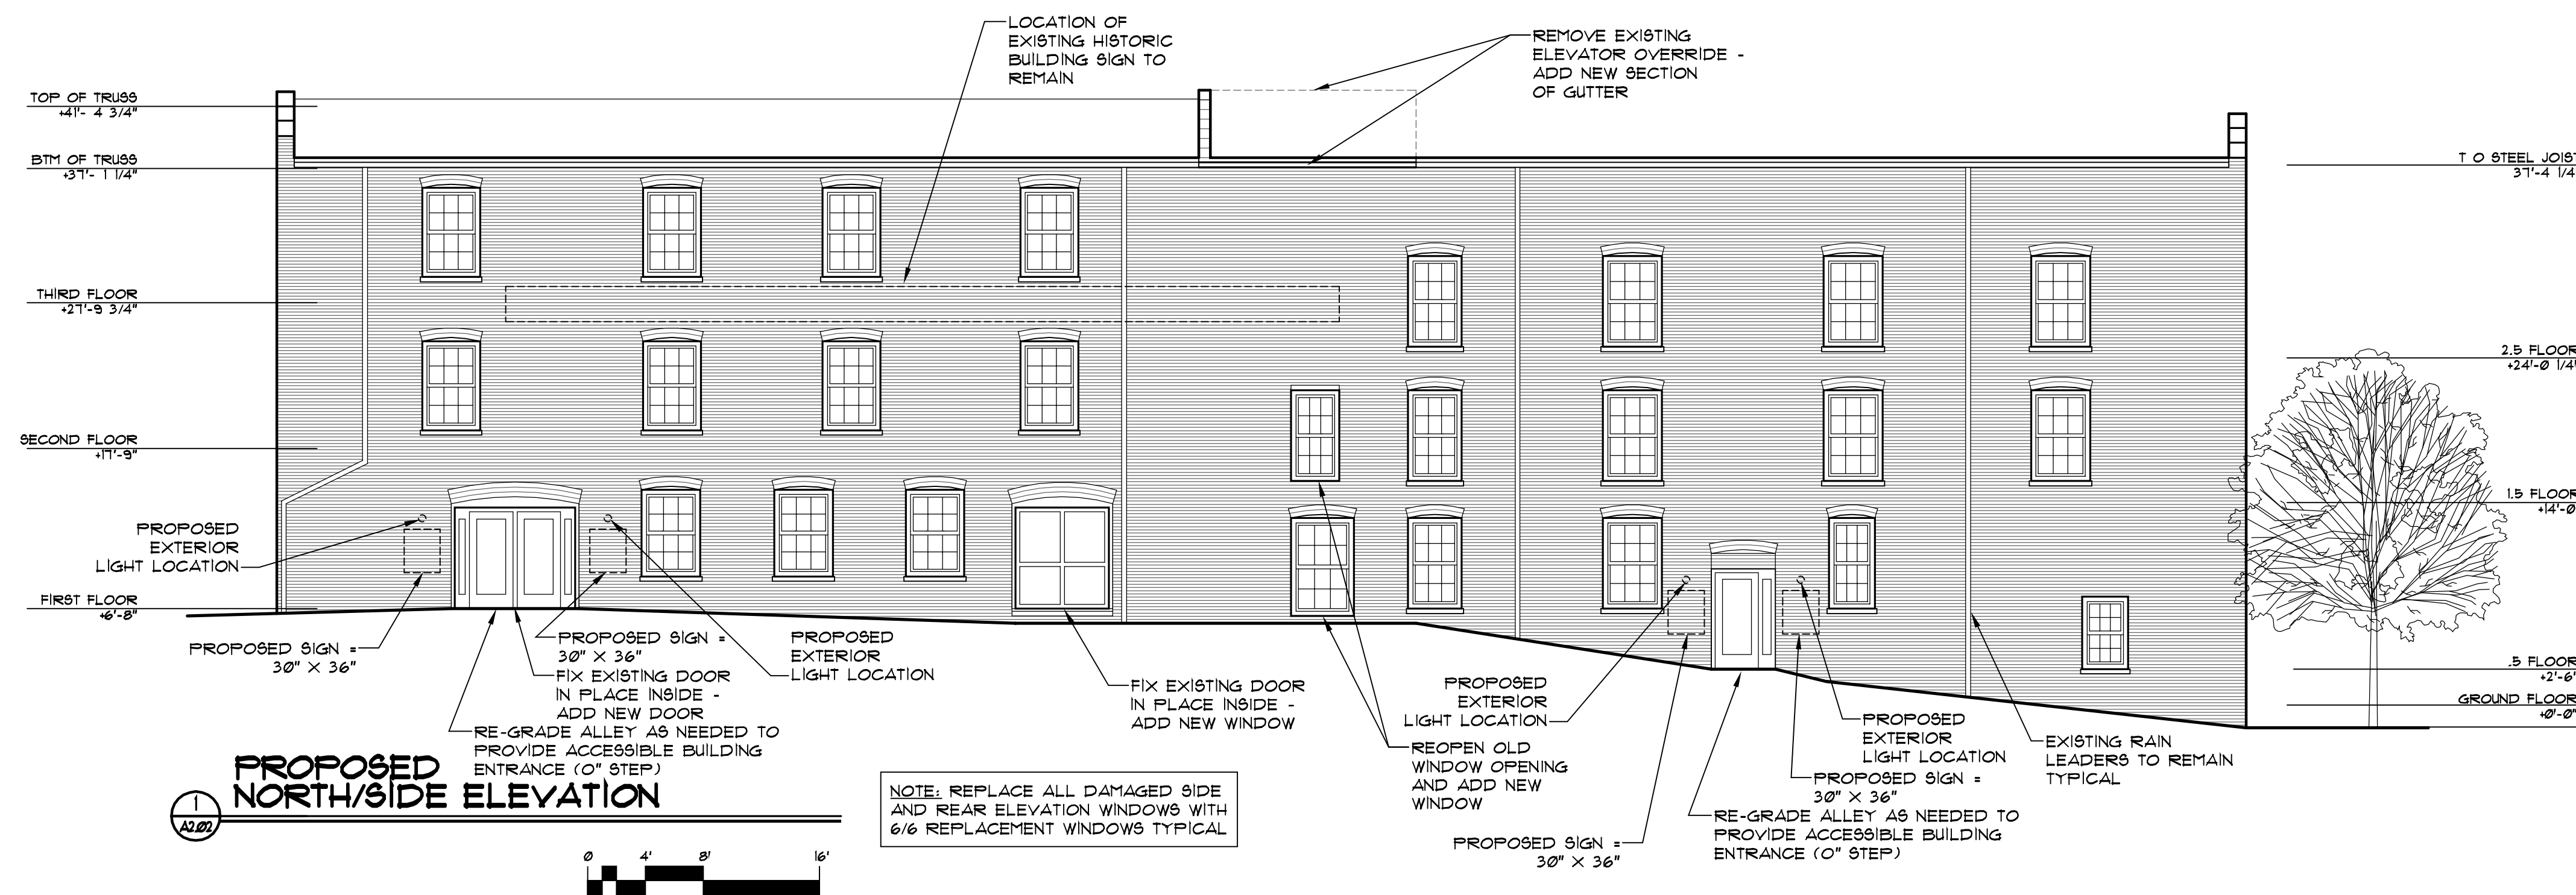 LOCATION OF
EXISTING HISTORIC
BUILDING SIGN TO
REMAIN
REMOVE EXISTING
ELEVATOR OVERRIDE -
ADD NEW SECTION
OF GUTTER
TOP OF TRUSS
+41'- 4 3/4"
BTM OF TRUSS
+37'- 1 1/4"
THIRD FLOOR
+27'-9 3/4"
SECOND FLOOR
+17'-9"
FIRST FLOOR
+6'-8"
T O STEEL JOIST
37'-4 1/4
2.5 FLOOR
+24'-0 1/4"
1.5 FLOOR
+14'-0
.5 FLOOR
+2'-6"
GROUND FLOOR
+0'-0"
PROPOSED
EXTERIOR
LIGHT LOCATION
PROPOSED SIGN =
30" X 36"
PROPOSED SIGN =
30" X 36"
FIX EXISTING DOOR
IN PLACE INSIDE -
ADD NEW DOOR
RE-GRADE ALLEY AS NEEDED TO
PROVIDE ACCESSIBLE BUILDING
ENTRANCE (0" STEP)
PROPOSED
EXTERIOR
LIGHT LOCATION
FIX EXISTING DOOR
IN PLACE INSIDE -
ADD NEW WINDOW
PROPOSED
EXTERIOR
LIGHT LOCATION
REOPEN OLD
WINDOW OPENING
AND ADD NEW
WINDOW
PROPOSED SIGN =
30" X 36"
PROPOSED
EXTERIOR
LIGHT LOCATION
PROPOSED SIGN =
30" X 36"
RE-GRADE ALLEY AS NEEDED TO
PROVIDE ACCESSIBLE BUILDING
ENTRANCE (0" STEP)
EXISTING RAIN
LEADERS TO REMAIN
TYPICAL
1
A2.02
PROPOSED
NORTH/SIDE ELEVATION
NOTE: REPLACE ALL DAMAGED SIDE
AND REAR ELEVATION WINDOWS WITH
6/6 REPLACEMENT WINDOWS TYPICAL
0 4' 8' 16'